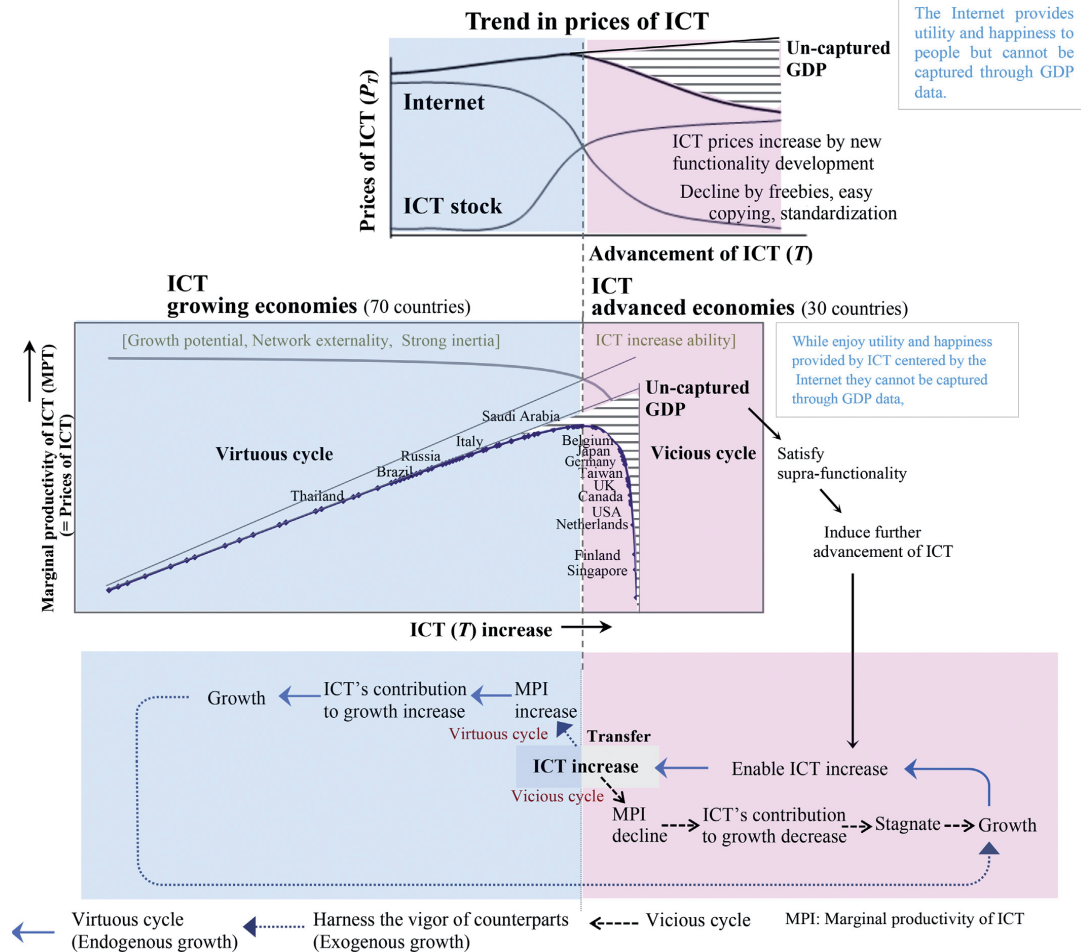 Trend in prices of ICT
The Internet provides
utility and happiness to
people but cannot be
captured through GDP
data.
Un-captured
GDP
Prices of ICT (PT)
Internet
ICT prices increase by new
functionality development
Decline by freebies, easy
copying, standardization
ICT stock
Advancement of ICT (T)
ICT
growing economies (70 countries)
ICT
advanced economies (30 countries)
[Growth potential, Network externality, Strong inertia]
ICT increase ability]
While enjoy utility and happiness
provided by ICT centered by the
Internet they cannot be captured
through GDP data,
Marginal productivity of ICT (MPT)
(= Prices of ICT)
Un-captured
GDP
Virtuous cycle
Vicious cycle
Saudi Arabia
Italy
Russia
Brazil
Thailand
Belgium
Japan
Germany
Taiwan
UK
Canada
USA
Netherlands
Finland
Singapore
Satisfy
supra-functionality
Induce further
advancement of ICT
ICT (T) increase
Growth
ICT's contribution
to growth increase
MPI
increase
Virtuous cycle
Transfer
ICT increase
Enable ICT increase
Vicious cycle
MPI
decline
ICT's contribution
to growth decrease
Stagnate
Growth
Virtuous cycle
(Endogenous growth)
Harness the vigor of counterparts
(Exogenous growth)
Vicious cycle
MPI: Marginal productivity of ICT